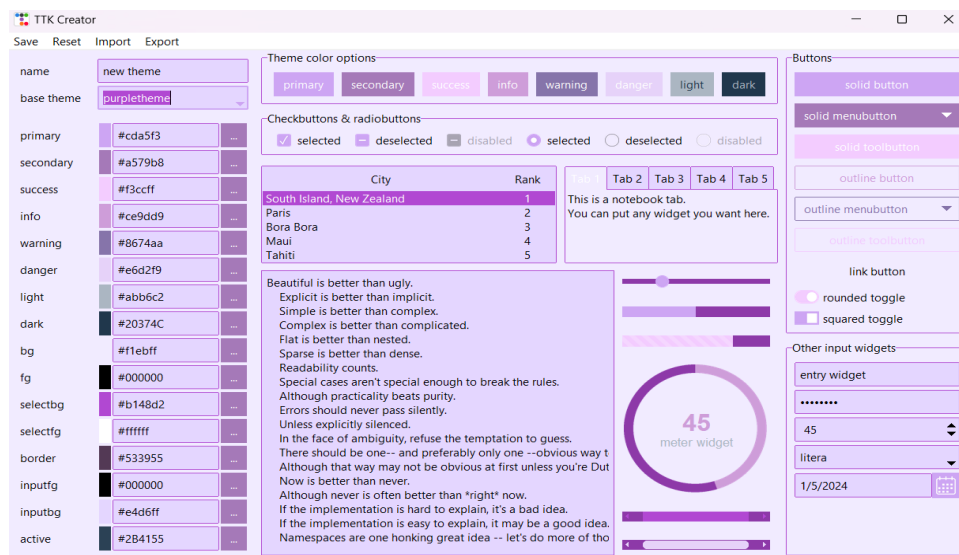 TTK Creator
Save Reset Import Export
name new theme
base theme purpletheme
primary #cda5f3 ...
secondary #a579b8 ...
success #f3ccff ...
info #ce9dd9 ...
warning #8674aa ...
danger #e6d2f9 ...
light #abb6c2 ...
dark #20374C ...
bg #f1ebff ...
fg #000000 ...
selectbg #b148d2 ...
selectfg #ffffff ...
border #533955 ...
inputfg #000000 ...
inputbg #e4d6ff ...
active #2B4155 ...
Theme color options
primary secondary success info warning danger light dark
Checkbuttons & radiobuttons
selected deselected disabled selected deselected disabled
City Rank
South Island, New Zealand 1
Paris 2
Bora Bora 3
Maui 4
Tahiti 5
Tab 1 Tab 2 Tab 3 Tab 4 Tab 5
This is a notebook tab.
You can put any widget you want here.
Beautiful is better than ugly.
Explicit is better than implicit.
Simple is better than complex.
Complex is better than complicated.
Flat is better than nested.
Sparse is better than dense.
Readability counts.
Special cases aren't special enough to break the rules.
Although practicality beats purity.
Errors should never pass silently.
Unless explicitly silenced.
In the face of ambiguity, refuse the temptation to guess.
There should be one-- and preferably only one --obvious way t
Although that way may not be obvious at first unless you're Dut
Now is better than never.
Although never is often better than *right* now.
If the implementation is hard to explain, it's a bad idea.
If the implementation is easy to explain, it may be a good idea.
Namespaces are one honking great idea -- let's do more of tho
45
meter widget
Buttons
solid button
solid menubutton
solid toolbutton
outline button
outline menubutton
outline toolbutton
link button
rounded toggle
squared toggle
Other input widgets
entry widget
••••••••
45
litera
1/5/2024